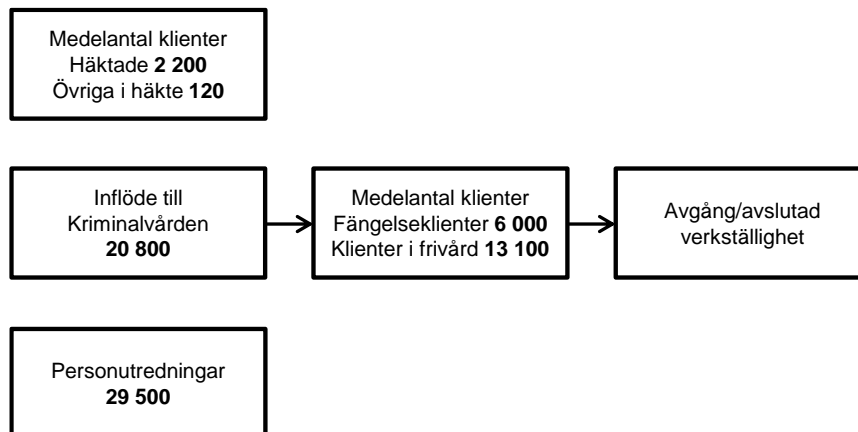 Medelantal klienter
Häktade 2 200
Övriga i häkte 120
Inflöde till
Kriminalvården
20 800
Medelantal klienter
Fängelseklienter 6 000
Klienter i frivård 13 100
Avgång/avslutad
verkställighet
Personutredningar
29 500